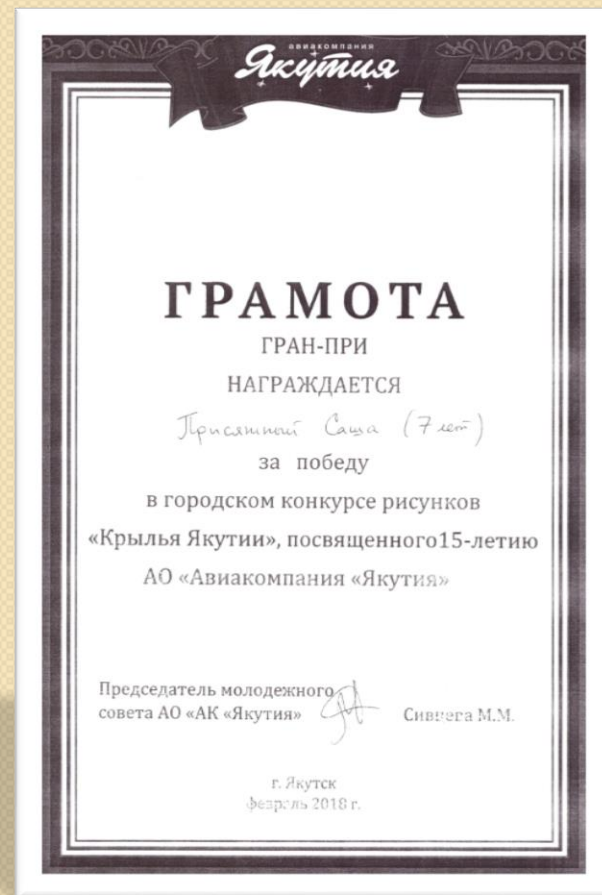 авиакомпания
Якутия
ГРАМОТА
ГРАН-ПРИ
НАГРАЖДАЕТСЯ
Присяжный Саша (7 лет)
за победу
в городском конкурсе рисунков
«Крылья Якутии», посвященного15-летию
АО «Авиакомпания «Якутия»
Председатель молодежного
совета АО «АК «Якутия»
М.М.
г. Якутск
февраль 2018 г.